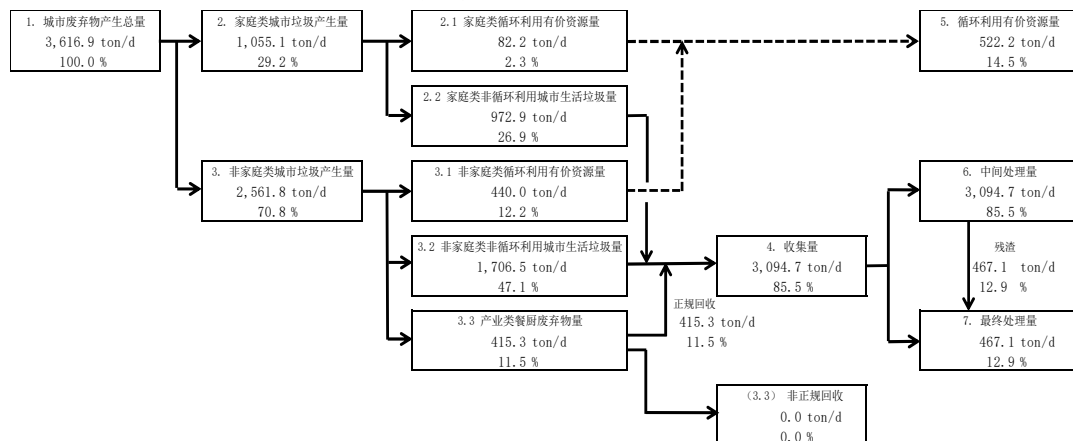 1. 城市废弃物产生总量
3,616.9 ton/d
100.0 %
2. 家庭类城市垃圾产生量
1,055.1 ton/d
29.2 %
2.1 家庭类循环利用有价资源量
82.2 ton/d
2.3 %
5. 循环利用有价资源量
522.2 ton/d
14.5 %
2.2 家庭类非循环利用城市生活垃圾量
972.9 ton/d
26.9 %
3. 非家庭类城市垃圾产生量
2,561.8 ton/d
70.8 %
3.1 非家庭类循环利用有价资源量
440.0 ton/d
12.2 %
6. 中间处理量
3,094.7 ton/d
85.5 %
3.2 非家庭类非循环利用城市生活垃圾量
1,706.5 ton/d
47.1 %
4. 收集量
3,094.7 ton/d
85.5 %
残渣
467.1 ton/d
12.9 %
正规回收
415.3 ton/d
11.5 %
3.3 产业类餐厨废弃物量
415.3 ton/d
11.5 %
7. 最终处理量
467.1 ton/d
12.9 %
(3.3) 非正规回收
0.0 ton/d
0.0 %